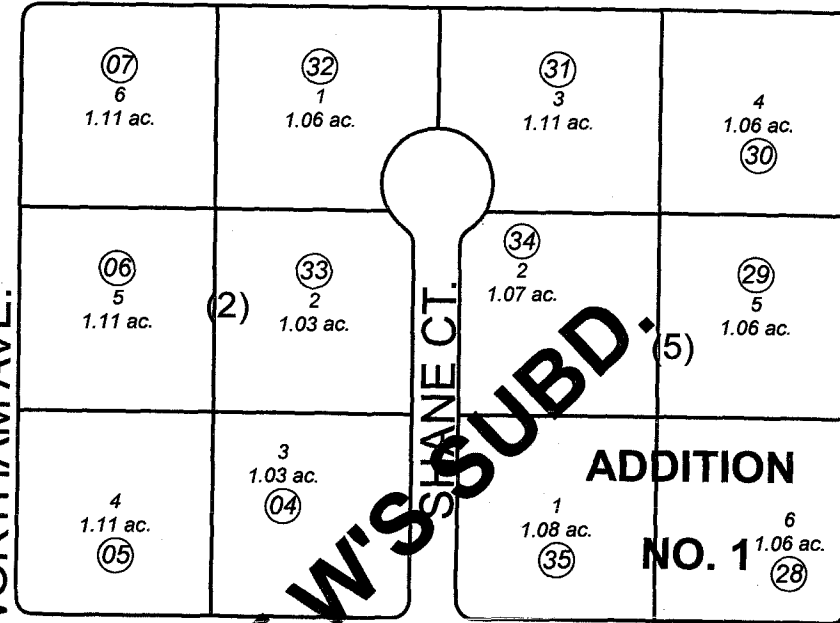 07
6
1.11 ac.
32
1
1.06 ac.
31
3
1.11 ac.
4
1.06 ac.
30
06
5
1.11 ac.
(2)
33
2
1.03 ac.
34
2
1.07 ac.
29
5
1.06 ac.
(5)
SHANE CT.
W'S SUBD.
ADDITION
NO. 1
4
1.11 ac.
05
3
1.03 ac.
04
1
1.08 ac.
35
6
1.06 ac.
28
AVE.